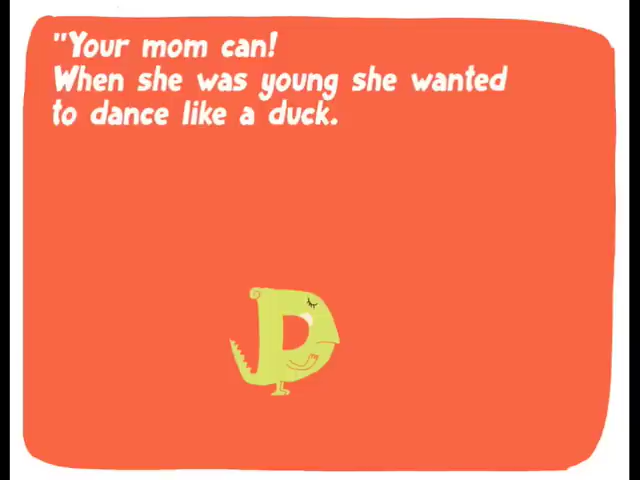 "Your mom can!
When she was young she wanted
to dance like a duck.
D